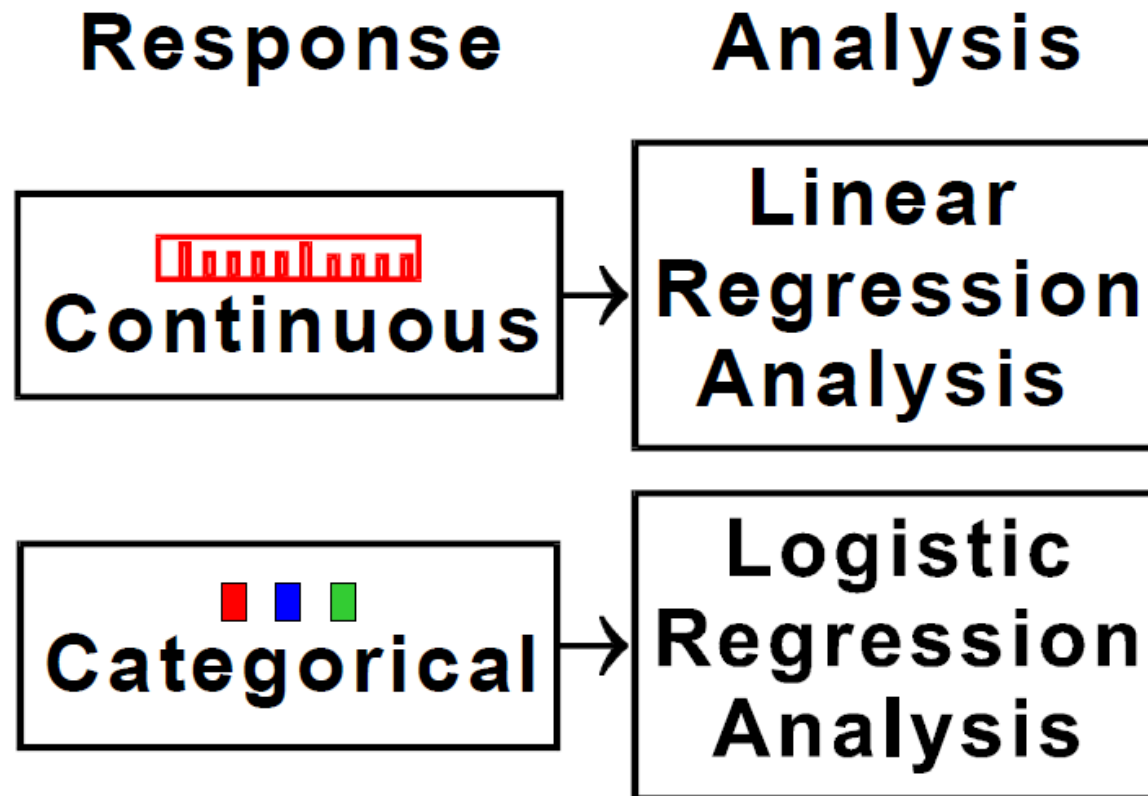 Response
Analysis
Continuous
Linear
Regression
Analysis
Categorical
Logistic
Regression
Analysis